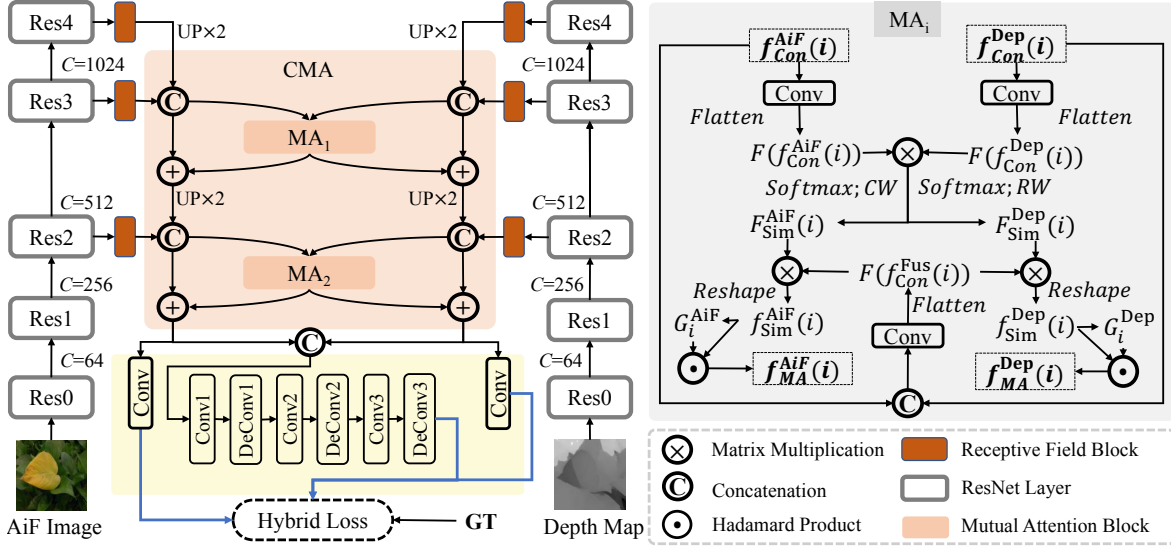 Res4
UP×2
UP×2
Res4
C=1024
CMA
C=1024
Res3
C
C
Res3
MA1
+
+
C=512
UP×2
UP×2
C=512
Res2
C
C
Res2
MA2
C=256
C=256
+
+
Res1
Res1
C
C=64
C=64
Conv
Conv
Res0
Conv1
DeConv1
Conv2
DeConv2
Conv3
DeConv3
Res0
AiF Image
Hybrid Loss
GT
Depth Map
MAi
f_Con^AiF(i)
f_Con^Dep(i)
Conv
Conv
Flatten
Flatten
F(f_Con^AiF(i))
×
F(f_Con^Dep(i))
Softmax; CW
Softmax; RW
F_Sim^AiF(i)
F_Sim^Dep(i)
×
F(f_Con^Fus(i))
×
Reshape
Flatten
Reshape
G_i^AiF
f_Sim^AiF(i)
f_Sim^Dep(i)
G_i^Dep
Conv
f_MA^AiF(i)
f_MA^Dep(i)
C
× Matrix Multiplication
Receptive Field Block
C Concatenation
ResNet Layer
Hadamard Product
Mutual Attention Block